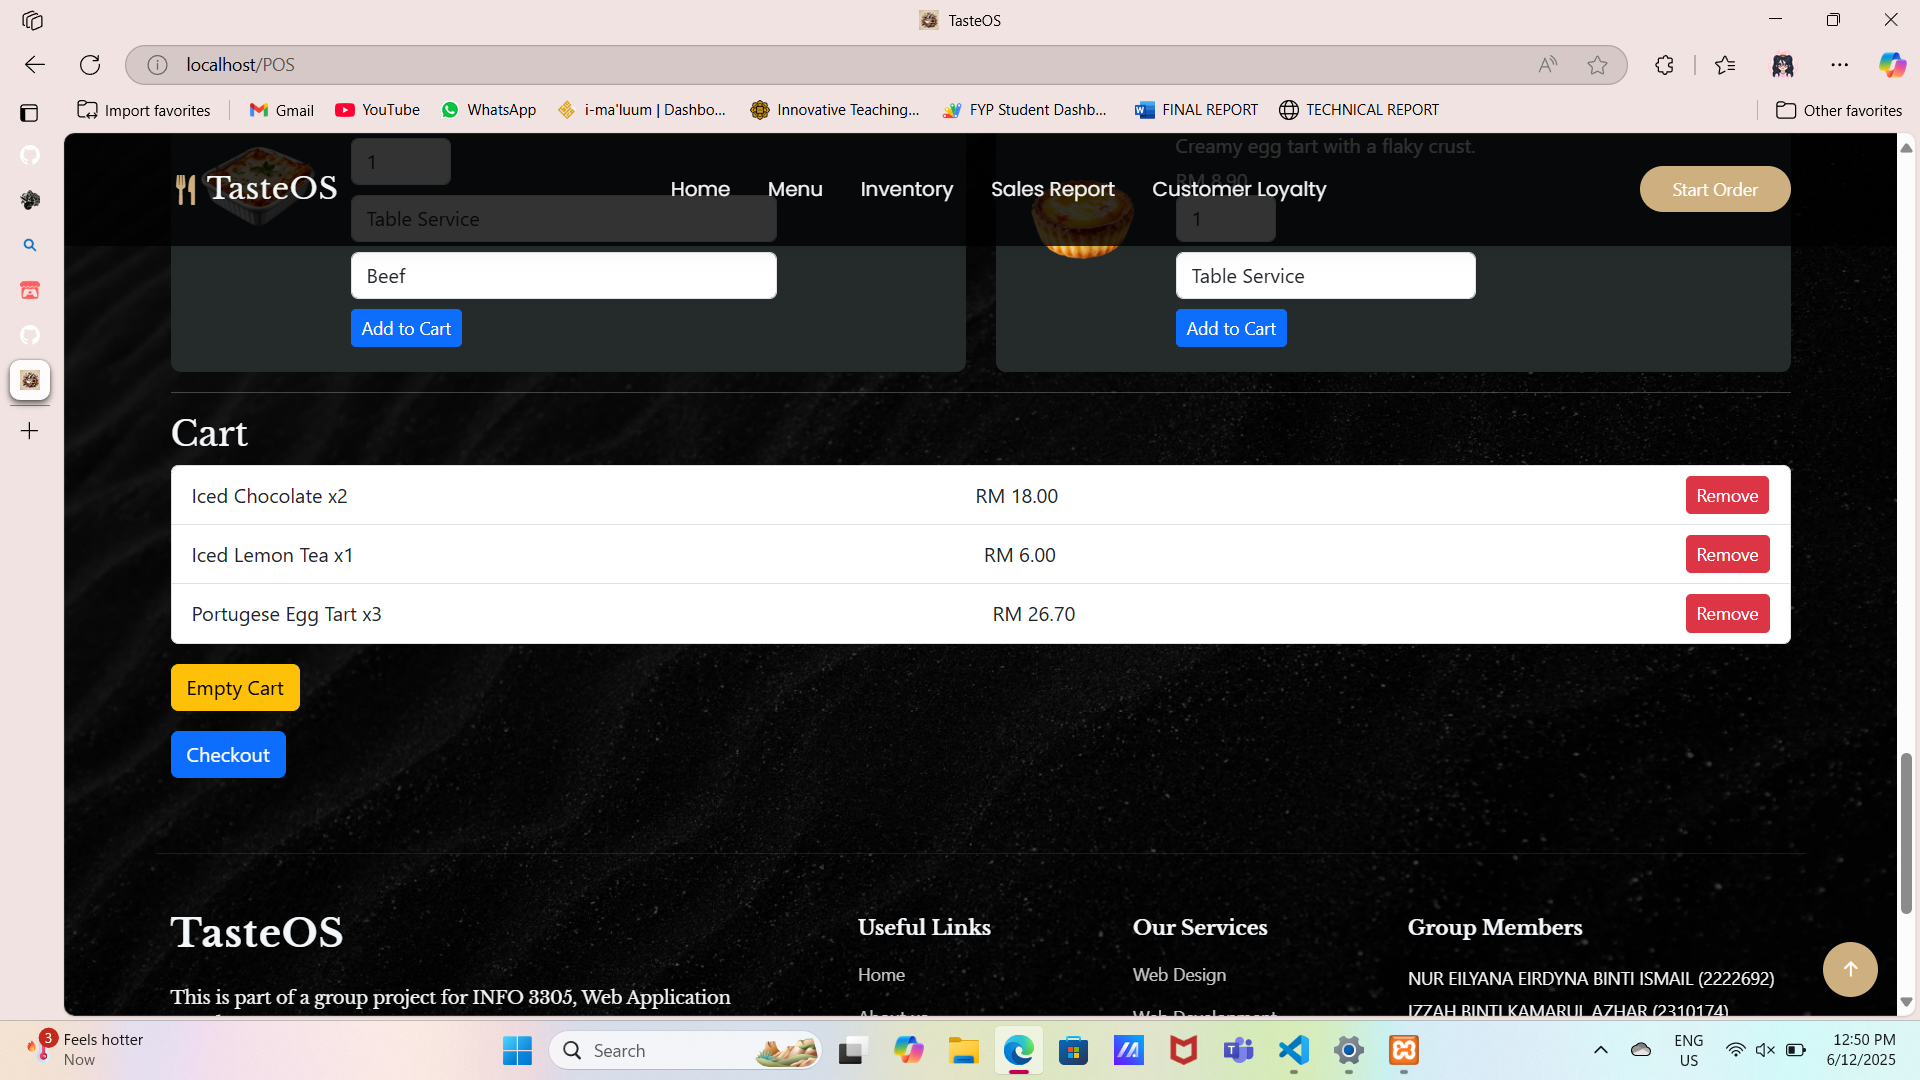 TasteOS
localhost/POS
Import favorites
Gmail
YouTube
WhatsApp
i-ma'luum | Dashbo...
Innovative Teaching...
FYP Student Dashb...
FINAL REPORT
TECHNICAL REPORT
Other favorites
TasteOS
Home
Menu
Inventory
Sales Report
Customer Loyalty
Start Order
1
Table Service
Beef
Add to Cart
Creamy egg tart with a flaky crust.
RM 8.90
1
Table Service
Add to Cart
Cart
Iced Chocolate x2 RM 18.00 Remove
Iced Lemon Tea x1 RM 6.00 Remove
Portugese Egg Tart x3 RM 26.70 Remove
Empty Cart
Checkout
TasteOS
This is part of a group project for INFO 3305, Web Application
Useful Links
Home
About us
Our Services
Web Design
Web Development
Group Members
NUR EILYANA EIRDYNA BINTI ISMAIL (2222692)
IZZAH BINTI KAMARUL AZHAR (2310174)
3
Feels hotter
Now
Search
ENG
US
12:50 PM
6/12/2025